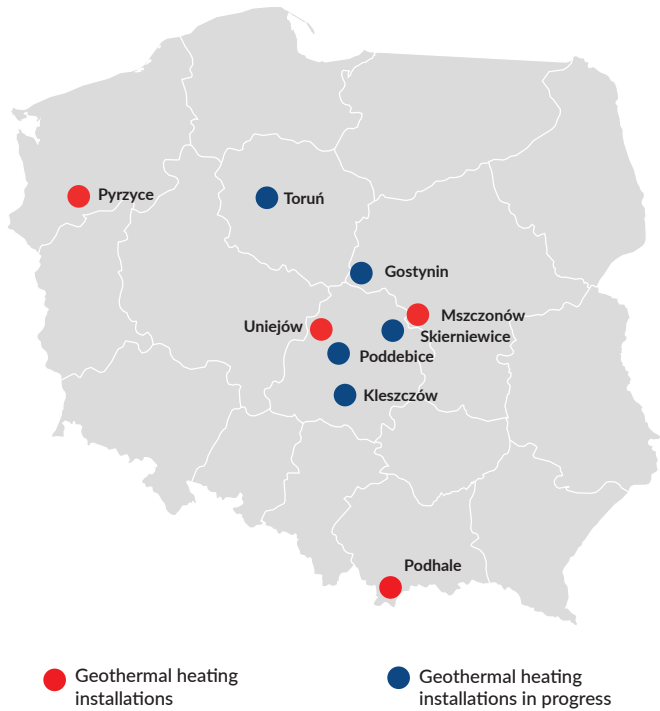 Pyrzyce
Toruń
Gostynin
Mszczonów
Uniejów
Skierniewice
Poddebice
Kleszczów
Podhale
Geothermal heating
installations
Geothermal heating
installations in progress